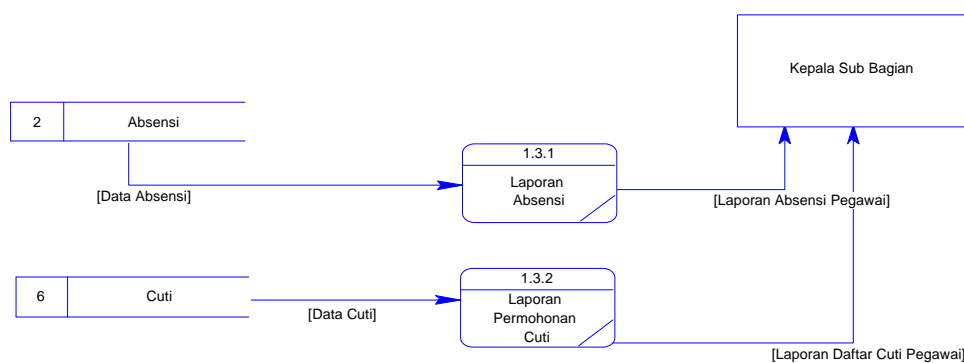 Kepala Sub Bagian
2
Absensi
1.3.1
Laporan
Absensi
[Data Absensi]
[Laporan Absensi Pegawai]
6
Cuti
1.3.2
Laporan
Permohonan
Cuti
[Data Cuti]
[Laporan Daftar Cuti Pegawai]